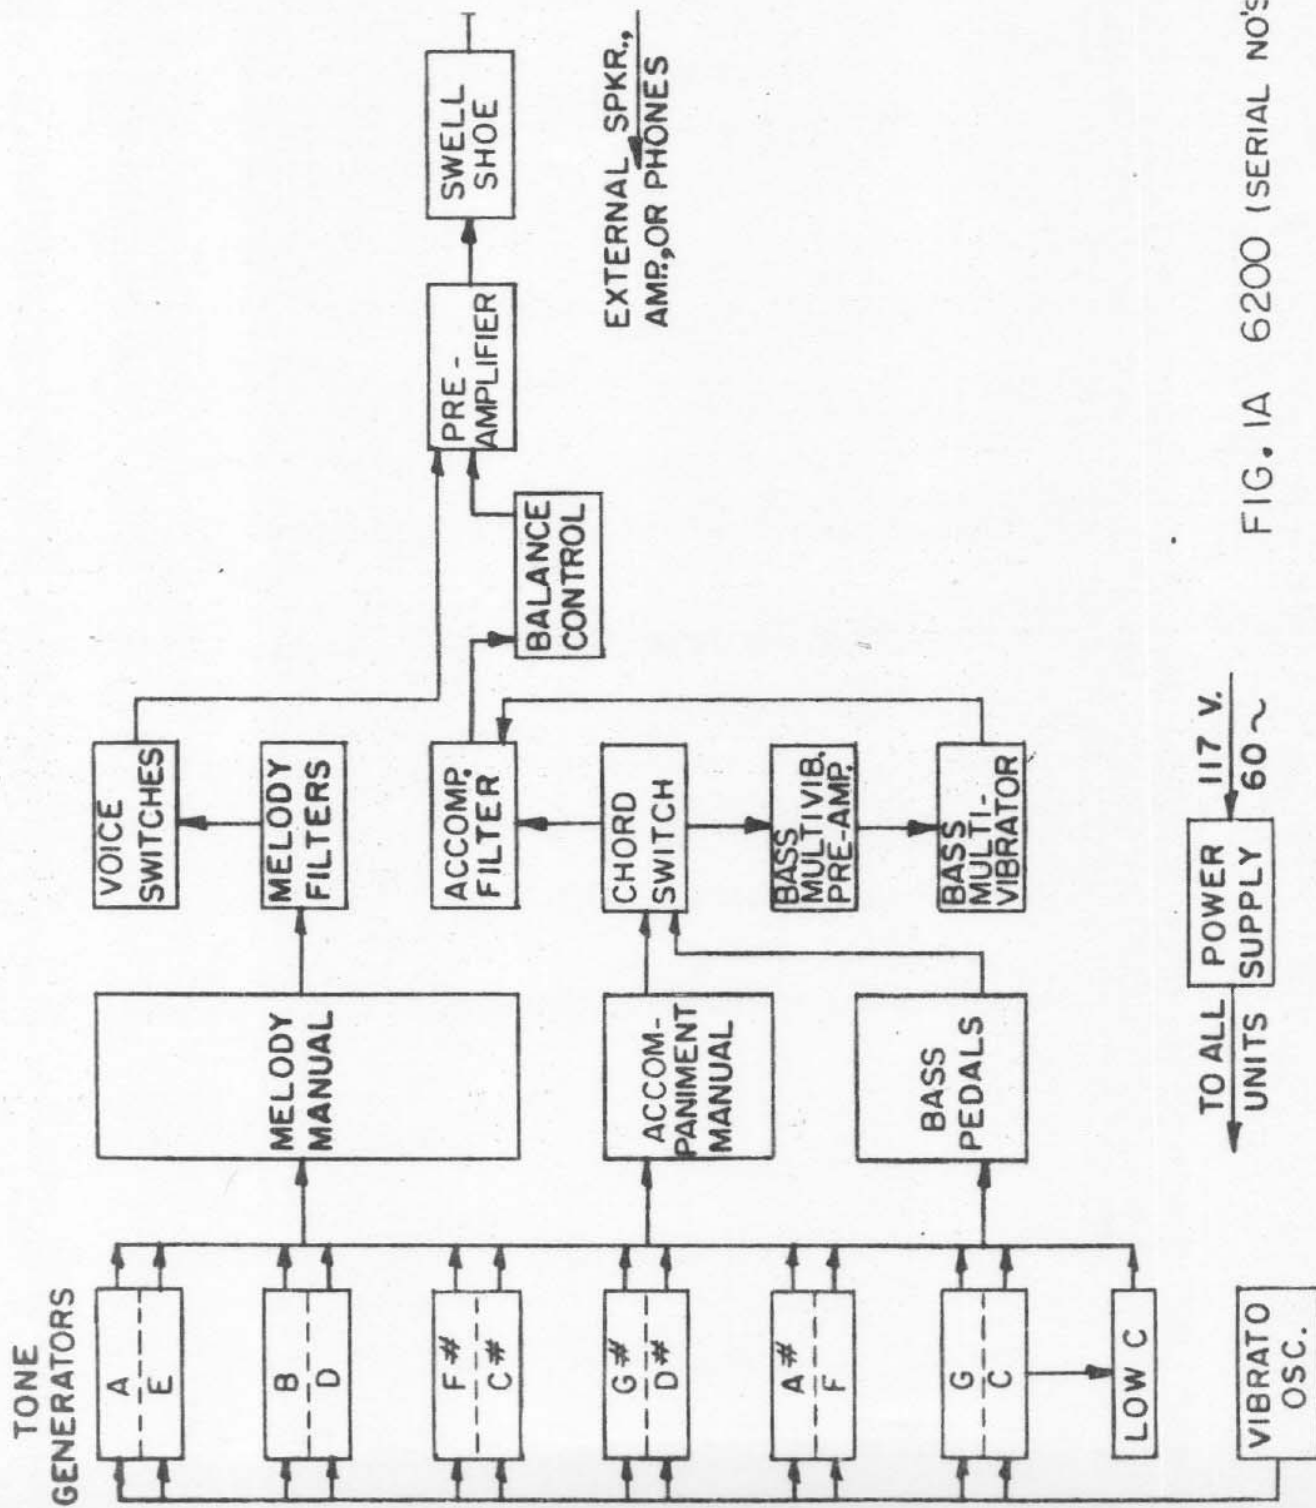 TONE
GENERATORS
A
E
B
D
F#
C#
G#
D#
A#
F
G
C
LOW C
VIBRATO
OSC.
MELODY
MANUAL
ACCOM-
PANIMENT
MANUAL
BASS
PEDALS
TO ALL
UNITS
POWER
SUPPLY
117 V.
60~
VOICE
SWITCHES
MELODY
FILTERS
ACCOMP.
FILTER
CHORD
SWITCH
BASS
MULTIVIB.
PRE-AMP.
BASS
MULTI-
VIBRATOR
BALANCE
CONTROL
PRE-
AMPLIFIER
SWELL
SHOE
EXTERNAL SPKR.,
AMP., OR PHONES
FIG. 1A 6200 (SERIAL NO'S